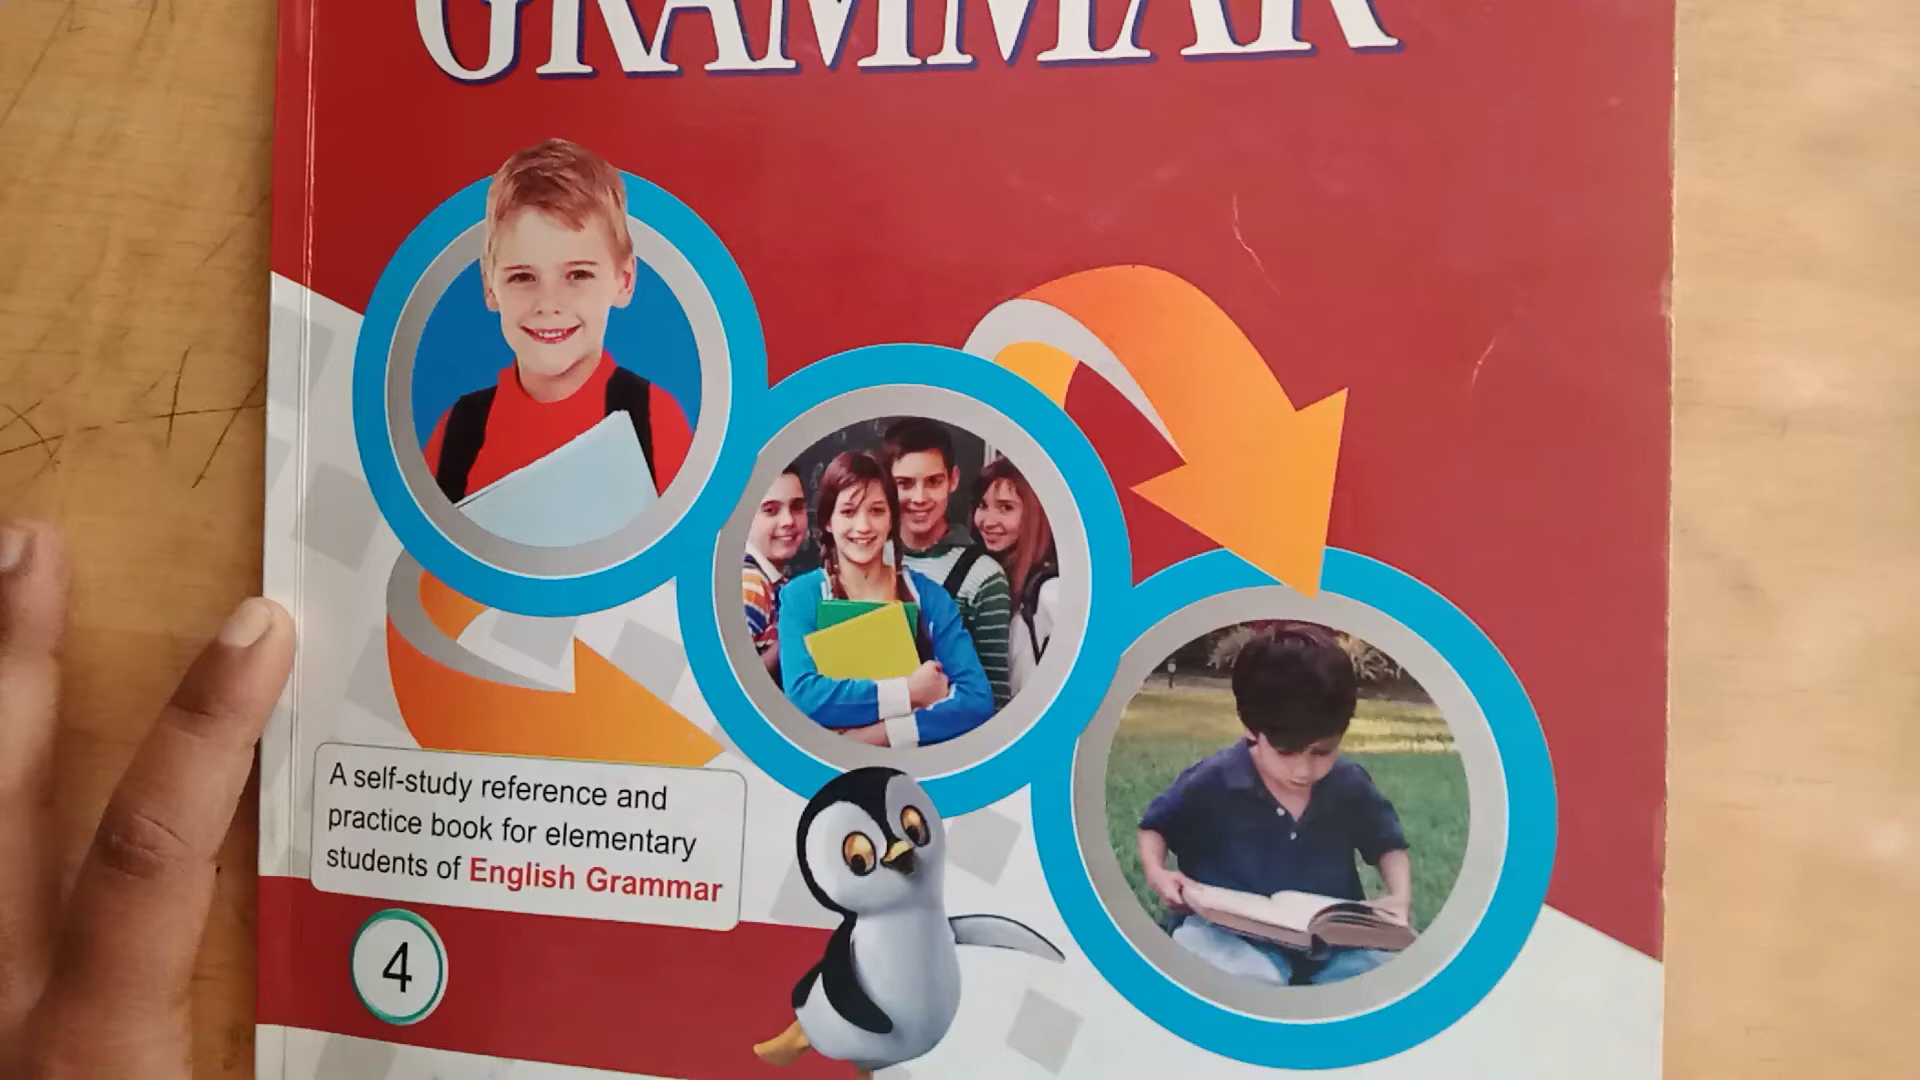 GRAMMAR
A self-study reference and
practice book for elementary
students of English Grammar
4